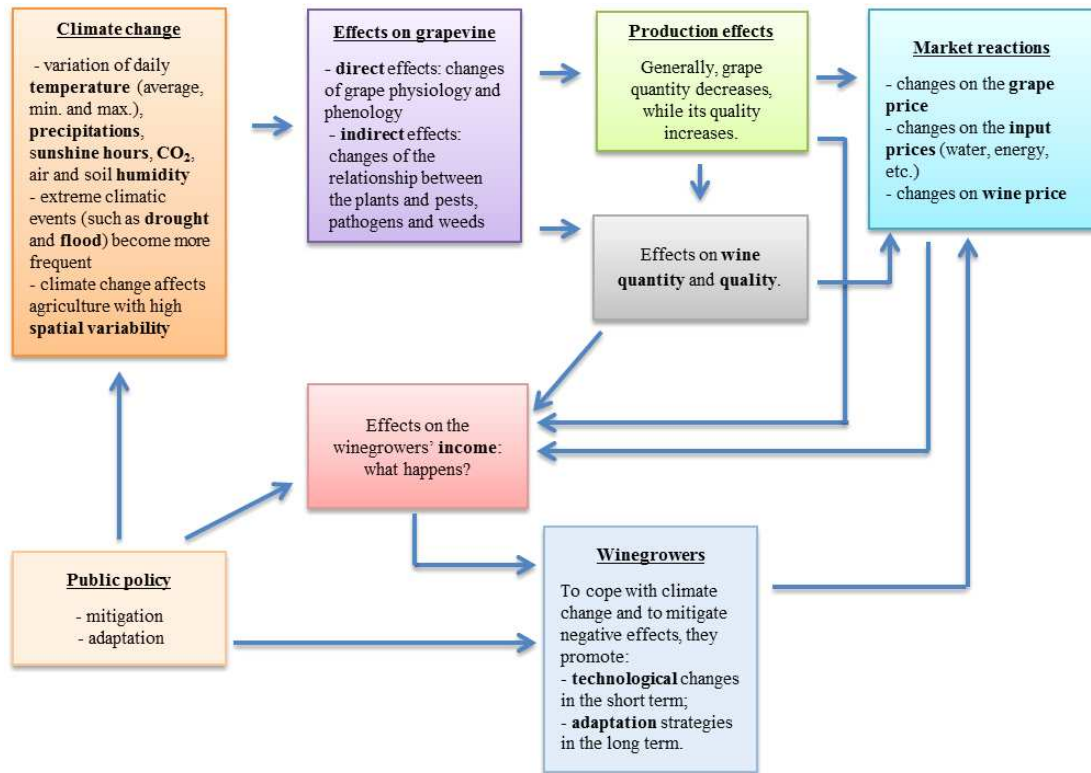 Climate change
- variation of daily
temperature (average,
min. and max.),
precipitations,
sunshine hours, CO₂,
air and soil humidity
- extreme climatic
events (such as drought
and flood) become more
frequent
- climate change affects
agriculture with high
spatial variability
Effects on grapevine
- direct effects: changes
of grape physiology and
phenology
- indirect effects:
changes of the
relationship between
the plants and pests,
pathogens and weeds
Production effects
Generally, grape
quantity decreases,
while its quality
increases.
Market reactions
- changes on the grape
price
- changes on the input
prices (water, energy,
etc.)
- changes on wine price
Effects on wine
quantity and quality.
Effects on the
winegrowers’ income:
what happens?
Public policy
- mitigation
- adaptation
Winegrowers
To cope with climate
change and to mitigate
negative effects, they
promote:
- technological changes
in the short term;
- adaptation strategies
in the long term.